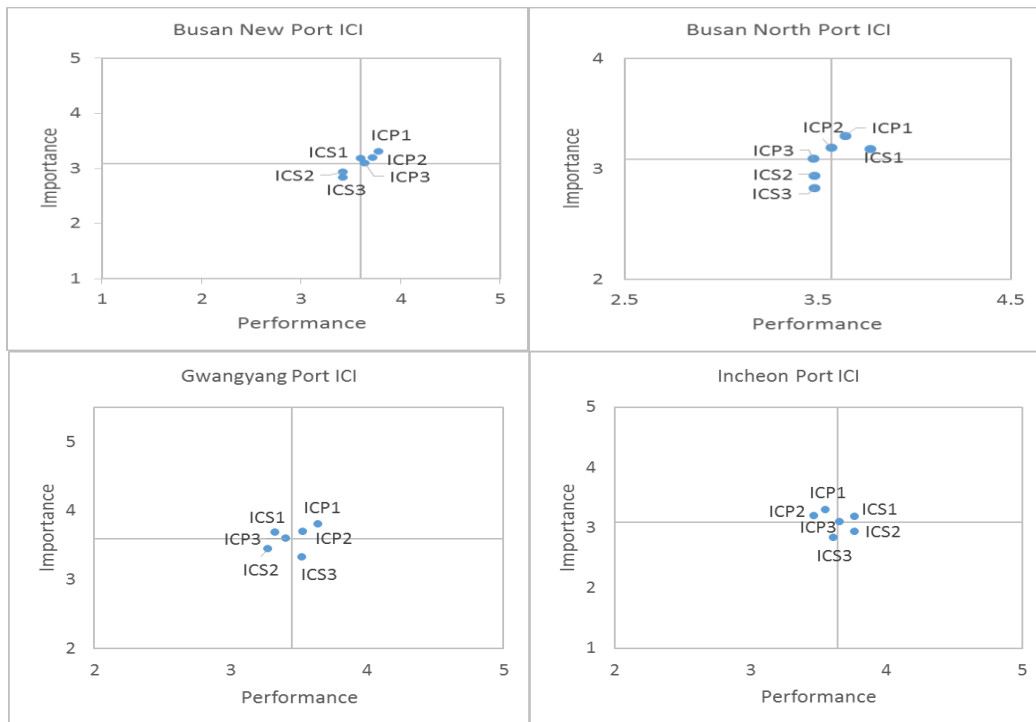 Busan New Port ICI
5
4
3
2
1
Importance
ICP1
ICS1
ICP2
ICP3
ICS2
ICS3
1
2
3
4
5
Performance
Busan North Port ICI
4
3
2
Importance
ICP2
ICP1
ICP3
ICS1
ICS2
ICS3
2.5
3.5
4.5
Performance
Gwangyang Port ICI
5
4
3
2
Importance
ICP1
ICS1
ICP3
ICP2
ICS2
ICS3
2
3
4
5
Performance
Incheon Port ICI
5
4
3
2
1
Importance
ICP1
ICP2
ICS1
ICP3
ICS2
ICS3
2
3
4
5
Performance